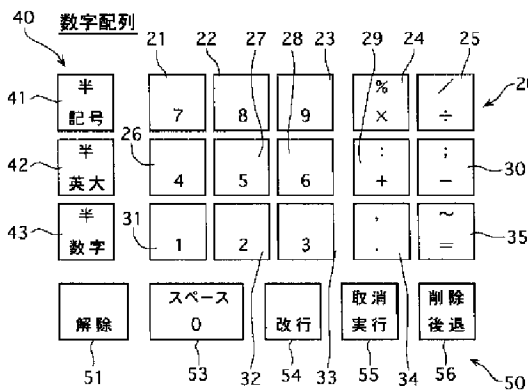 数字配列
40 21 22 27 28 23 29 24 25
半 % ／
41 記号 7 8 9 × ÷ 20
半 : ;
42 26 英大 4 5 6 + − 30
半 , ~
43 数字 31 1 2 3 . = 35
スペース 取消 削除
解除 0 改行 実行 後退
51 53 32 54 33 55 34 56 50